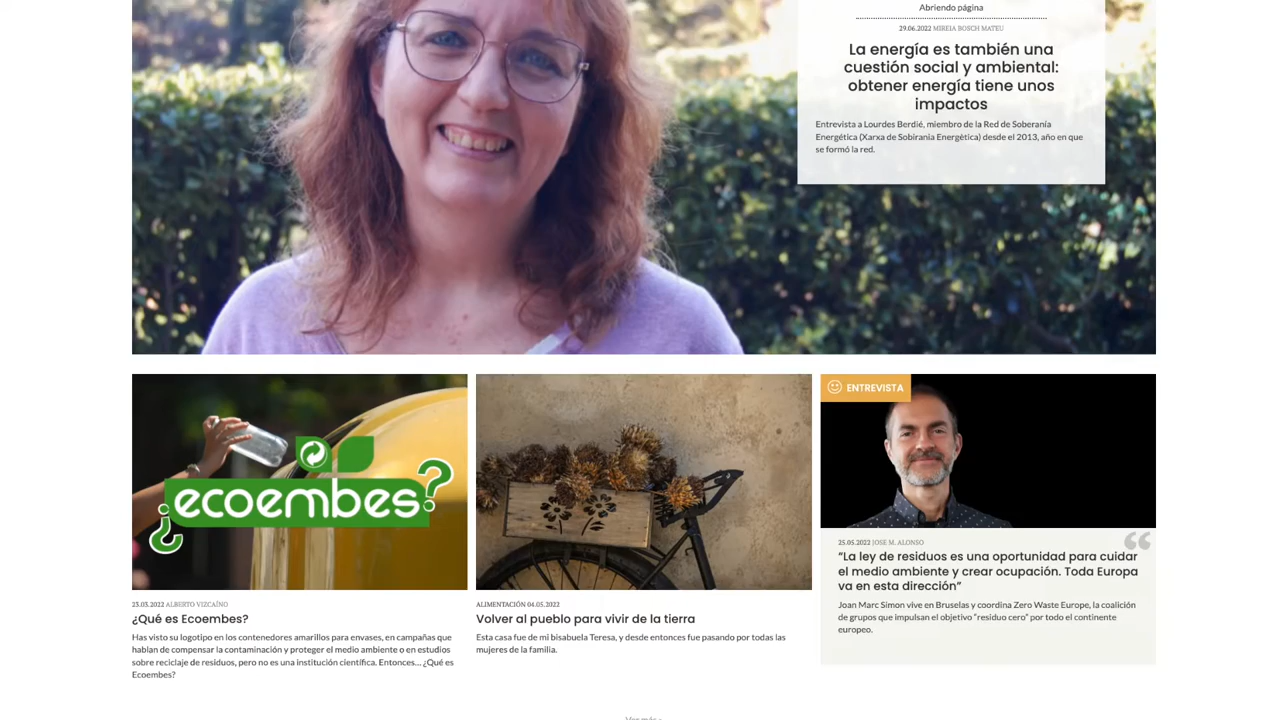 Abriendo página
29.06.2022 MIREIA BOSCH MATEU
La energía es también una
cuestión social y ambiental:
obtener energía tiene unos
impactos
Entrevista a Lourdes Berdié, miembro de la Red de Soberanía
Energética (Xarxa de Sobirania Energètica) desde el 2013, año en que
se formó la red.
¿ecoembes?
23.03.2022 ALBERTO VIZCAÍNO
¿Qué es Ecoembes?
Has visto su logotipo en los contenedores amarillos para envases, en campañas que
hablan de compensar la contaminación y proteger el medio ambiente o en estudios
sobre reciclaje de residuos, pero no es una institución científica. Entonces... ¿Qué es
Ecoembes?
ALIMENTACIÓN 04.05.2022
Volver al pueblo para vivir de la tierra
Esta casa fue de mi bisabuela Teresa, y desde entonces fue pasando por todas las
mujeres de la familia.
ENTREVISTA
25.05.2022 JOSE M. ALONSO
“La ley de residuos es una oportunidad para cuidar
el medio ambiente y crear ocupación. Toda Europa
va en esta dirección”
Joan Marc Simon vive en Bruselas y coordina Zero Waste Europe, la coalición
de grupos que impulsan el objetivo “residuo cero” por todo el continente
europeo.
Ver más